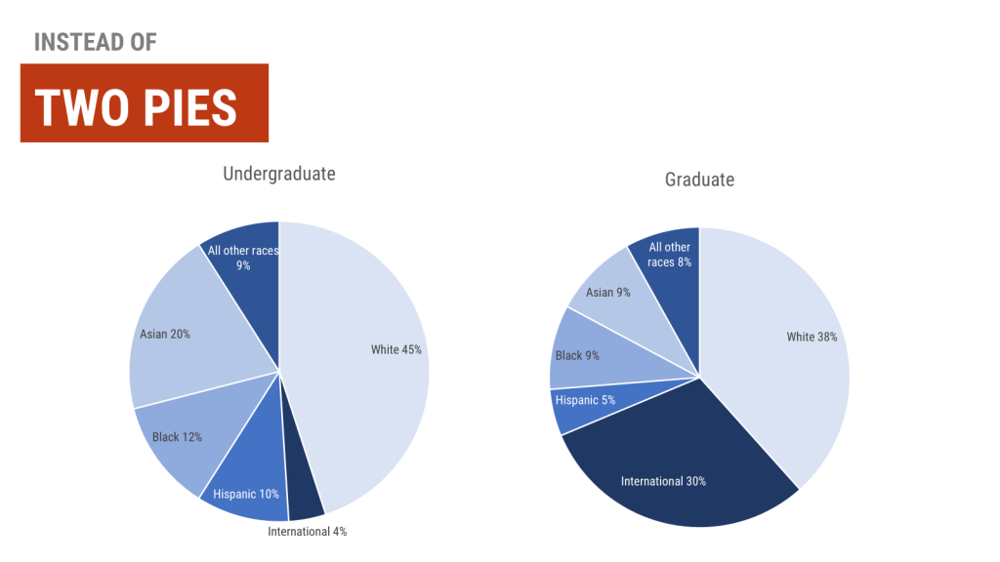 INSTEAD OF
TWO PIES
Undergraduate
All other races
9%
Asian 20%
White 45%
Black 12%
Hispanic 10%
International 4%
Graduate
All other
races 8%
Asian 9%
White 38%
Black 9%
Hispanic 5%
International 30%